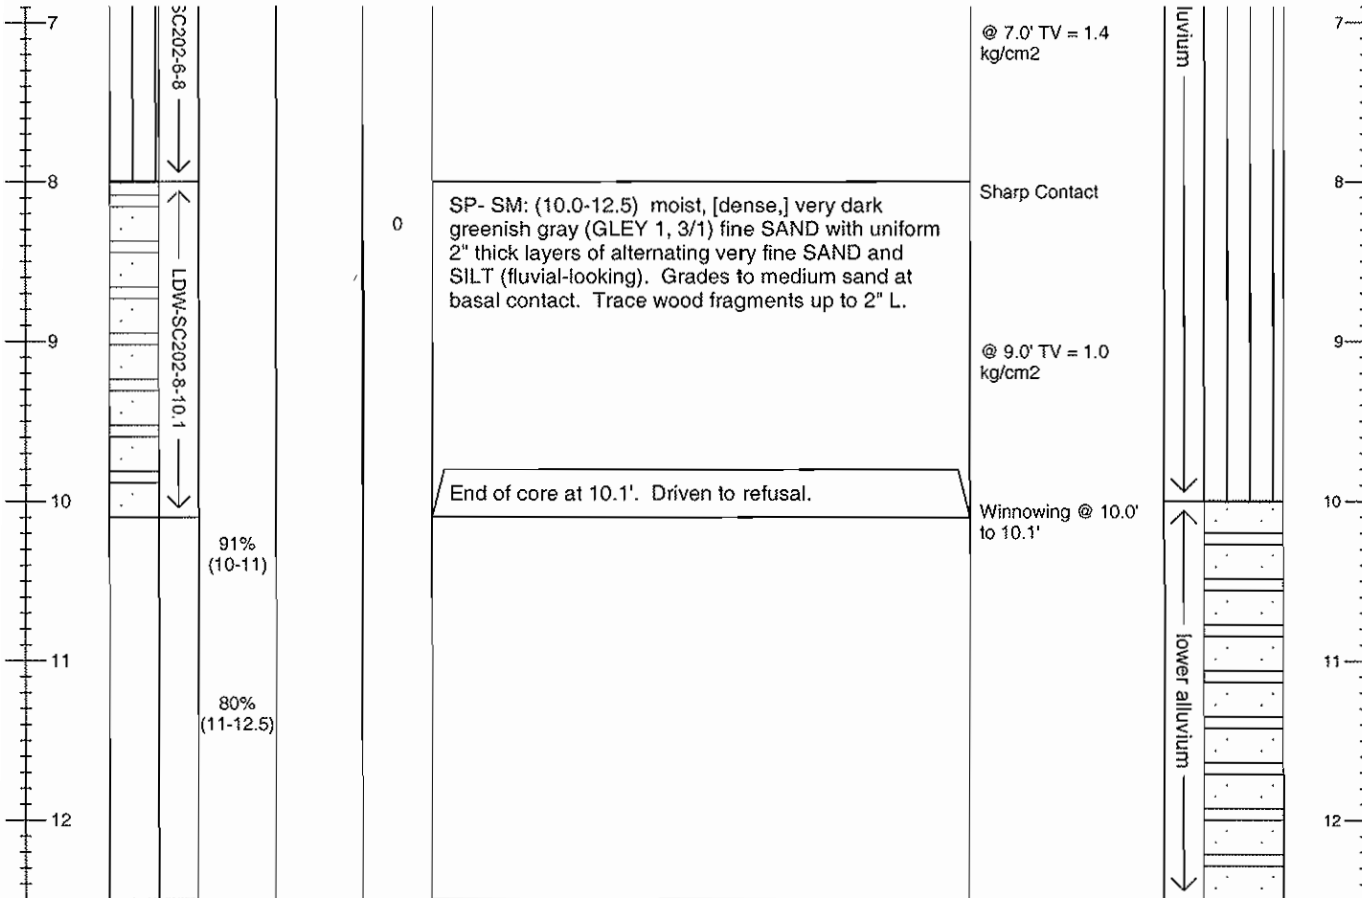 7
SC202-6-8
@ 7.0' TV = 1.4
kg/cm2
luvium
7
8
LDW-SC202-8-10.1
0
SP- SM: (10.0-12.5) moist, [dense,] very dark
greenish gray (GLEY 1, 3/1) fine SAND with uniform
2" thick layers of alternating very fine SAND and
SILT (fluvial-looking). Grades to medium sand at
basal contact. Trace wood fragments up to 2" L.
Sharp Contact
8
9
@ 9.0' TV = 1.0
kg/cm2
9
10
End of core at 10.1'. Driven to refusal.
Winnowing @ 10.0'
to 10.1'
10
91%
(10-11)
11
80%
(11-12.5)
lower alluvium
11
12
12